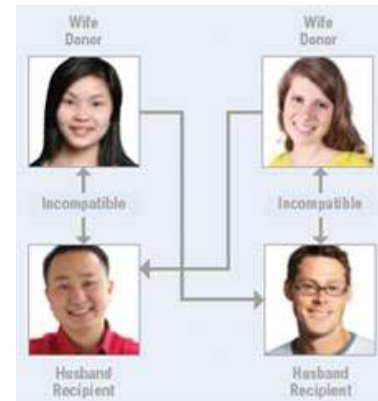 Wife
Donor
Wife
Donor
Incompatible
Incompatible
Husband
Recipient
Husband
Recipient